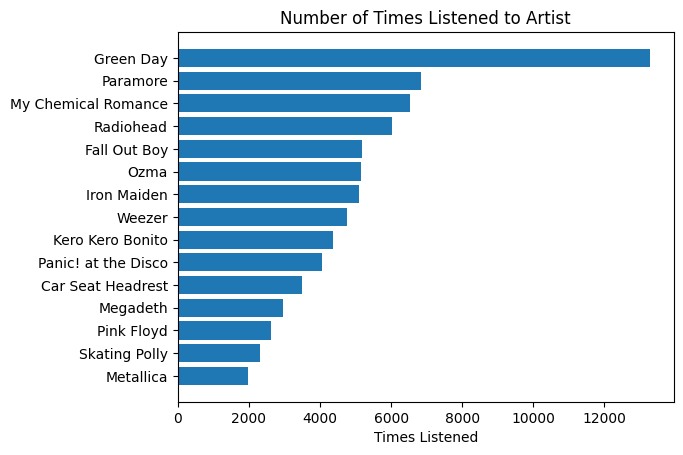 Number of Times Listened to Artist
Green Day
Paramore
My Chemical Romance
Radiohead
Fall Out Boy
Ozma
Iron Maiden
Weezer
Kero Kero Bonito
Panic! at the Disco
Car Seat Headrest
Megadeth
Pink Floyd
Skating Polly
Metallica
0 2000 4000 6000 8000 10000 12000
Times Listened